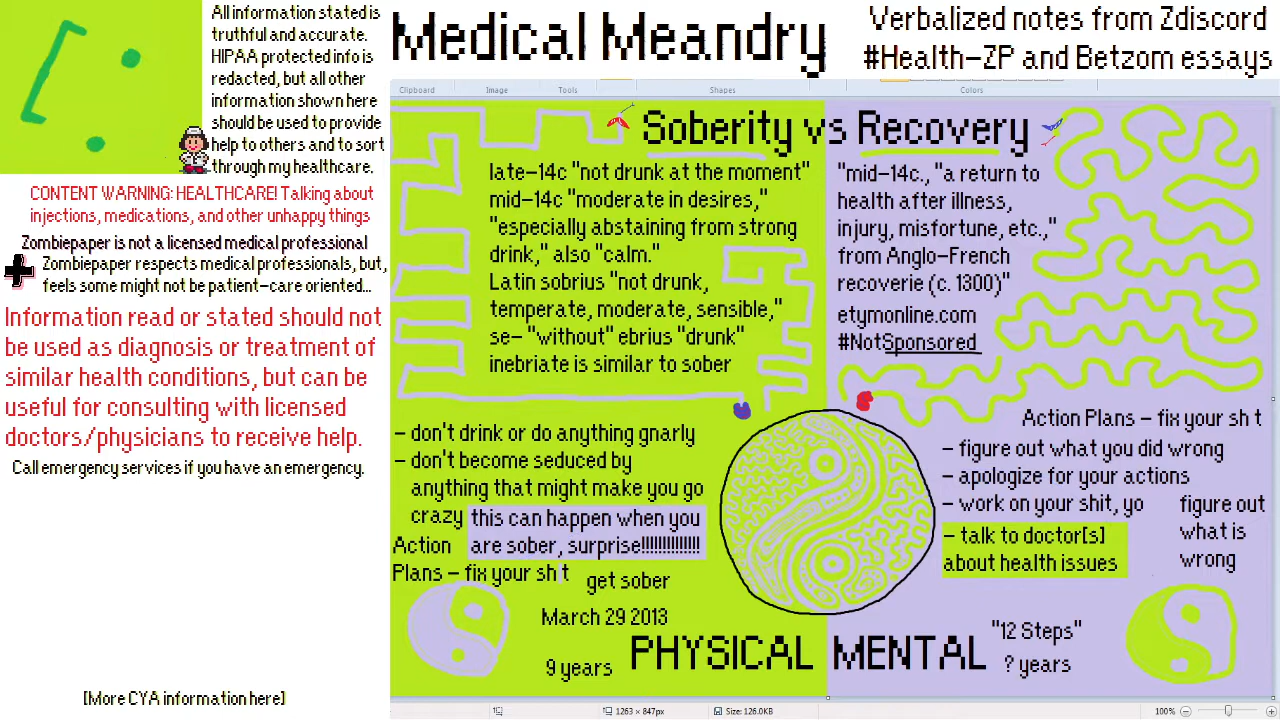 All information stated is
truthful and accurate.
HIPAA protected info is
redacted, but all other
information shown here
should be used to provide
help to others and to sort
through my healthcare.
CONTENT WARNING: HEALTHCARE! Talking about
injections, medications, and other unhappy things
Zombiepaper is not a licensed medical professional
Zombiepaper respects medical professionals, but,
feels some might not be patient-care oriented...
Information read or stated should not
be used as diagnosis or treatment of
similar health conditions, but can be
useful for consulting with licensed
doctors/physicians to receive help.
Call emergency services if you have an emergency.
[More CYA information here]
Medical Meandry
Verbalized notes from Zdiscord
#Health-ZP and Betzom essays
Clipboard
Image
Tools
Shapes
Colors
Soberity vs Recovery
late-14c "not drunk at the moment"
mid-14c "moderate in desires,"
"especially abstaining from strong
drink," also "calm."
Latin sobrius "not drunk,
temperate, moderate, sensible,"
se- "without" ebrius "drunk"
inebriate is similar to sober
"mid-14c., "a return to
health after illness,
injury, misfortune, etc.,"
from Anglo-French
recoverie (c. 1300)"
etymonline.com
#NotSponsored
- don't drink or do anything gnarly
- don't become seduced by
anything that might make you go
crazy this can happen when you
are sober, surprise!!!!!!!!!!!!!!
Action
Plans - fix your sh t
get sober
March 29 2013
9 years
PHYSICAL
Action Plans - fix your sh t
- figure out what you did wrong
- apologize for your actions
- work on your shit, yo
- talk to doctor[s]
about health issues
figure out
what is
wrong
MENTAL
"12 Steps"
? years
1263 × 847px
Size: 126.0KB
100%